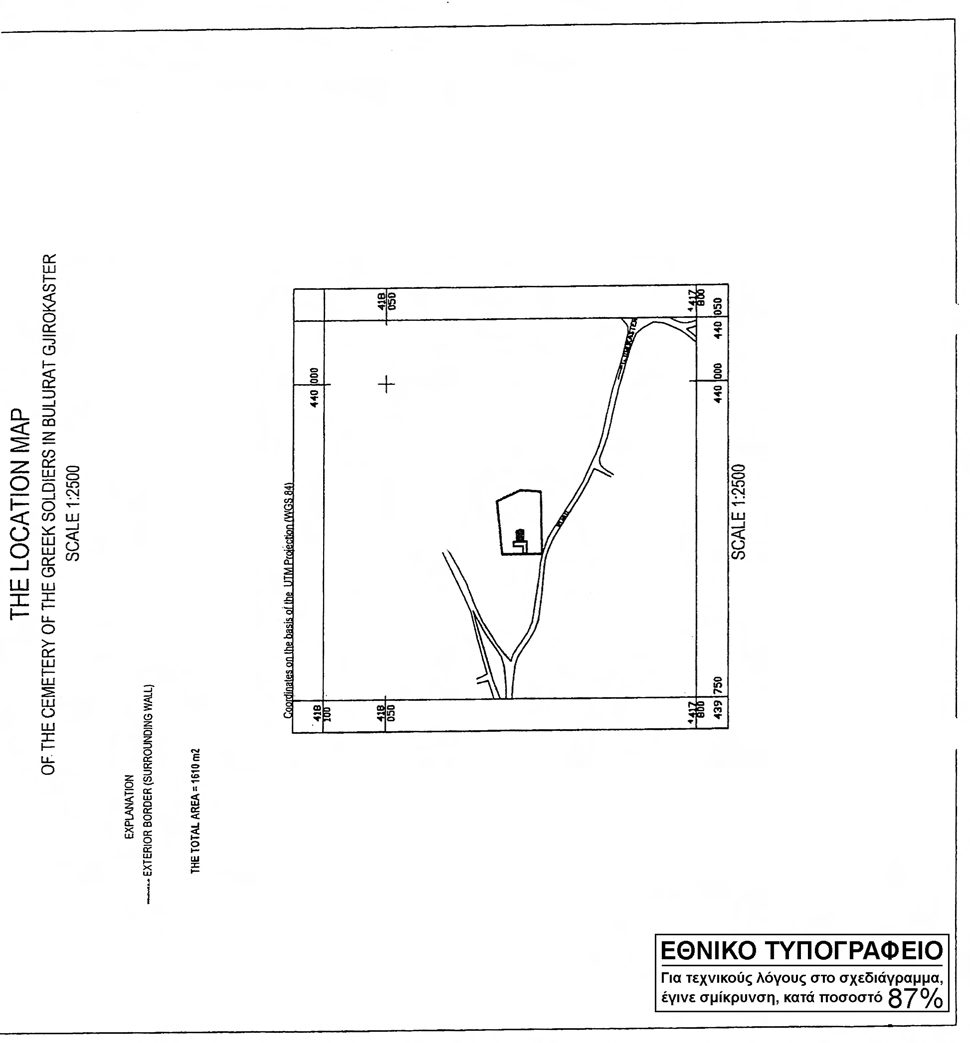 THE LOCATION MAP
OF THE CEMETERY OF THE GREEK SOLDIERS IN BULURAT GJIROKASTER
SCALE 1:2500
EXPLANATION
EXTERIOR BORDER (SURROUNDING WALL)
THE TOTAL AREA = 1610 m2
Coordinates on the basis of the UTM Projection (WGS 84)
418
100
440 000
418
050
418
050
4417
800
4417
800
439 750
440 000
440 050
SCALE 1:2500
ΕΘΝΙΚΟ ΤΥΠΟΓΡΑΦΕΙΟ
Για τεχνικούς λόγους στο σχεδιάγραμμα,
έγινε σμίκρυνση, κατά ποσοστό 87%